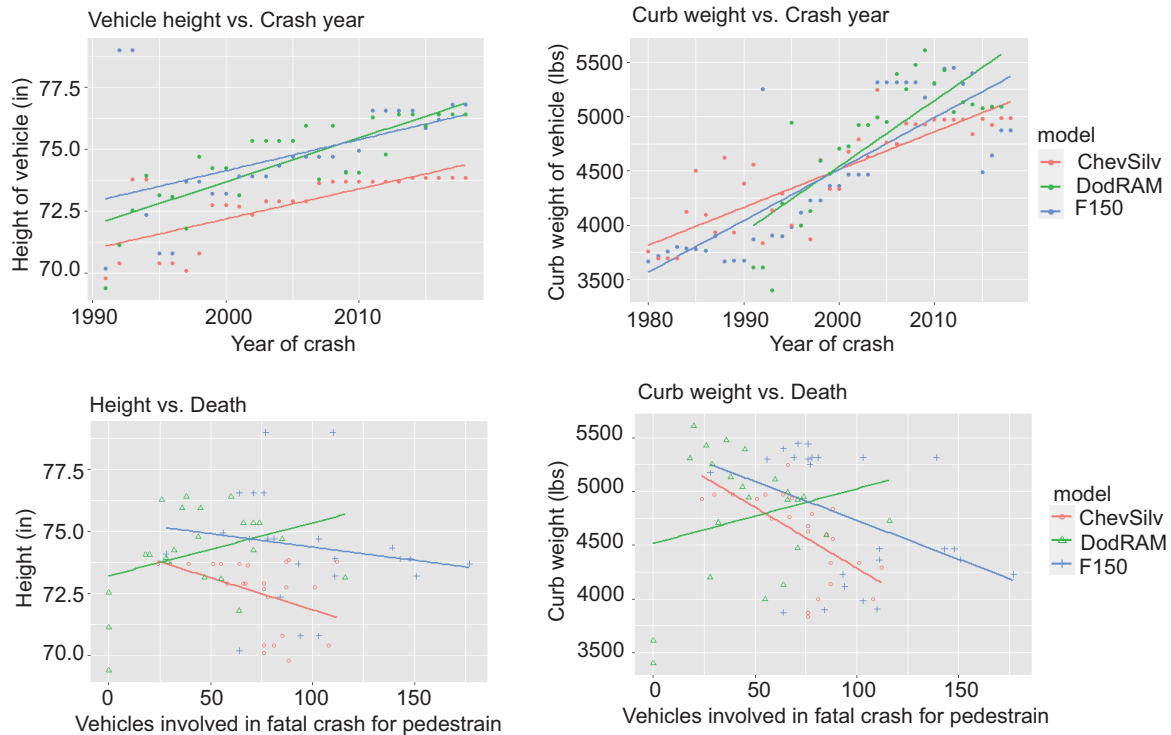 Vehicle height vs. Crash year
Height of vehicle (in)
77.5
75.0
72.5
70.0
1990 2000 2010
Year of crash
Curb weight vs. Crash year
Curb weight of vehicle (lbs)
5500
5000
4500
4000
3500
1980 1990 2000 2010
Year of crash
model
ChevSilv
DodRAM
F150
Height vs. Death
Height (in)
77.5
75.0
72.5
70.0
0 50 100 150
Vehicles involved in fatal crash for pedestrain
Curb weight vs. Death
Curb weight (lbs)
5500
5000
4500
4000
3500
0 50 100 150
Vehicles involved in fatal crash for pedestrain
model
ChevSilv
DodRAM
F150